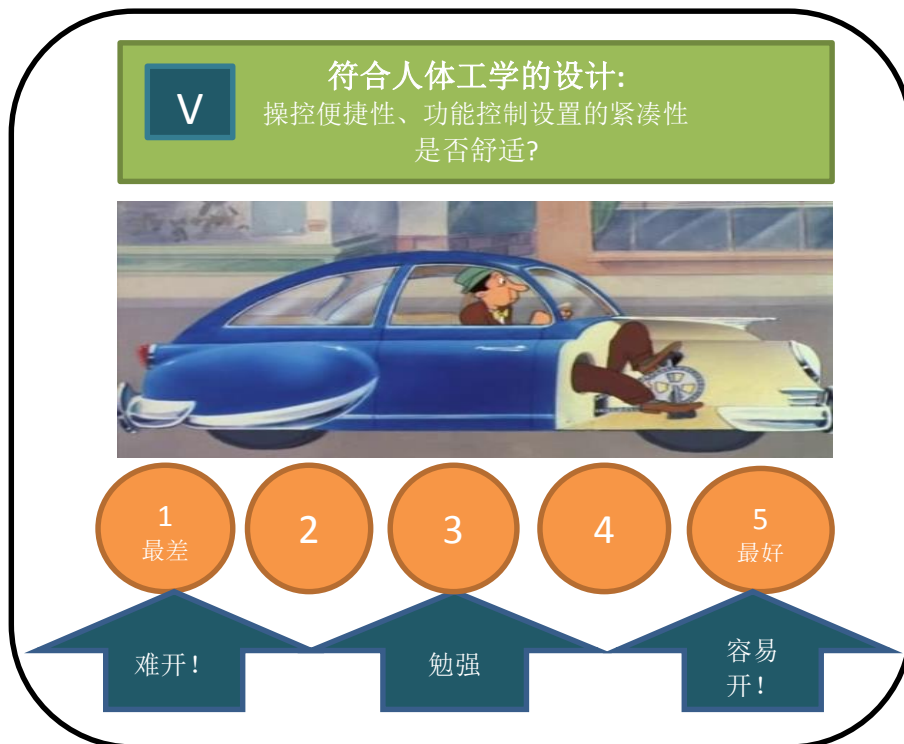 V
符合人体工学的设计:
操控便捷性、功能控制设置的紧凑性
是否舒适?
1
最差
2
3
4
5
最好
难开!
勉强
容易
开!